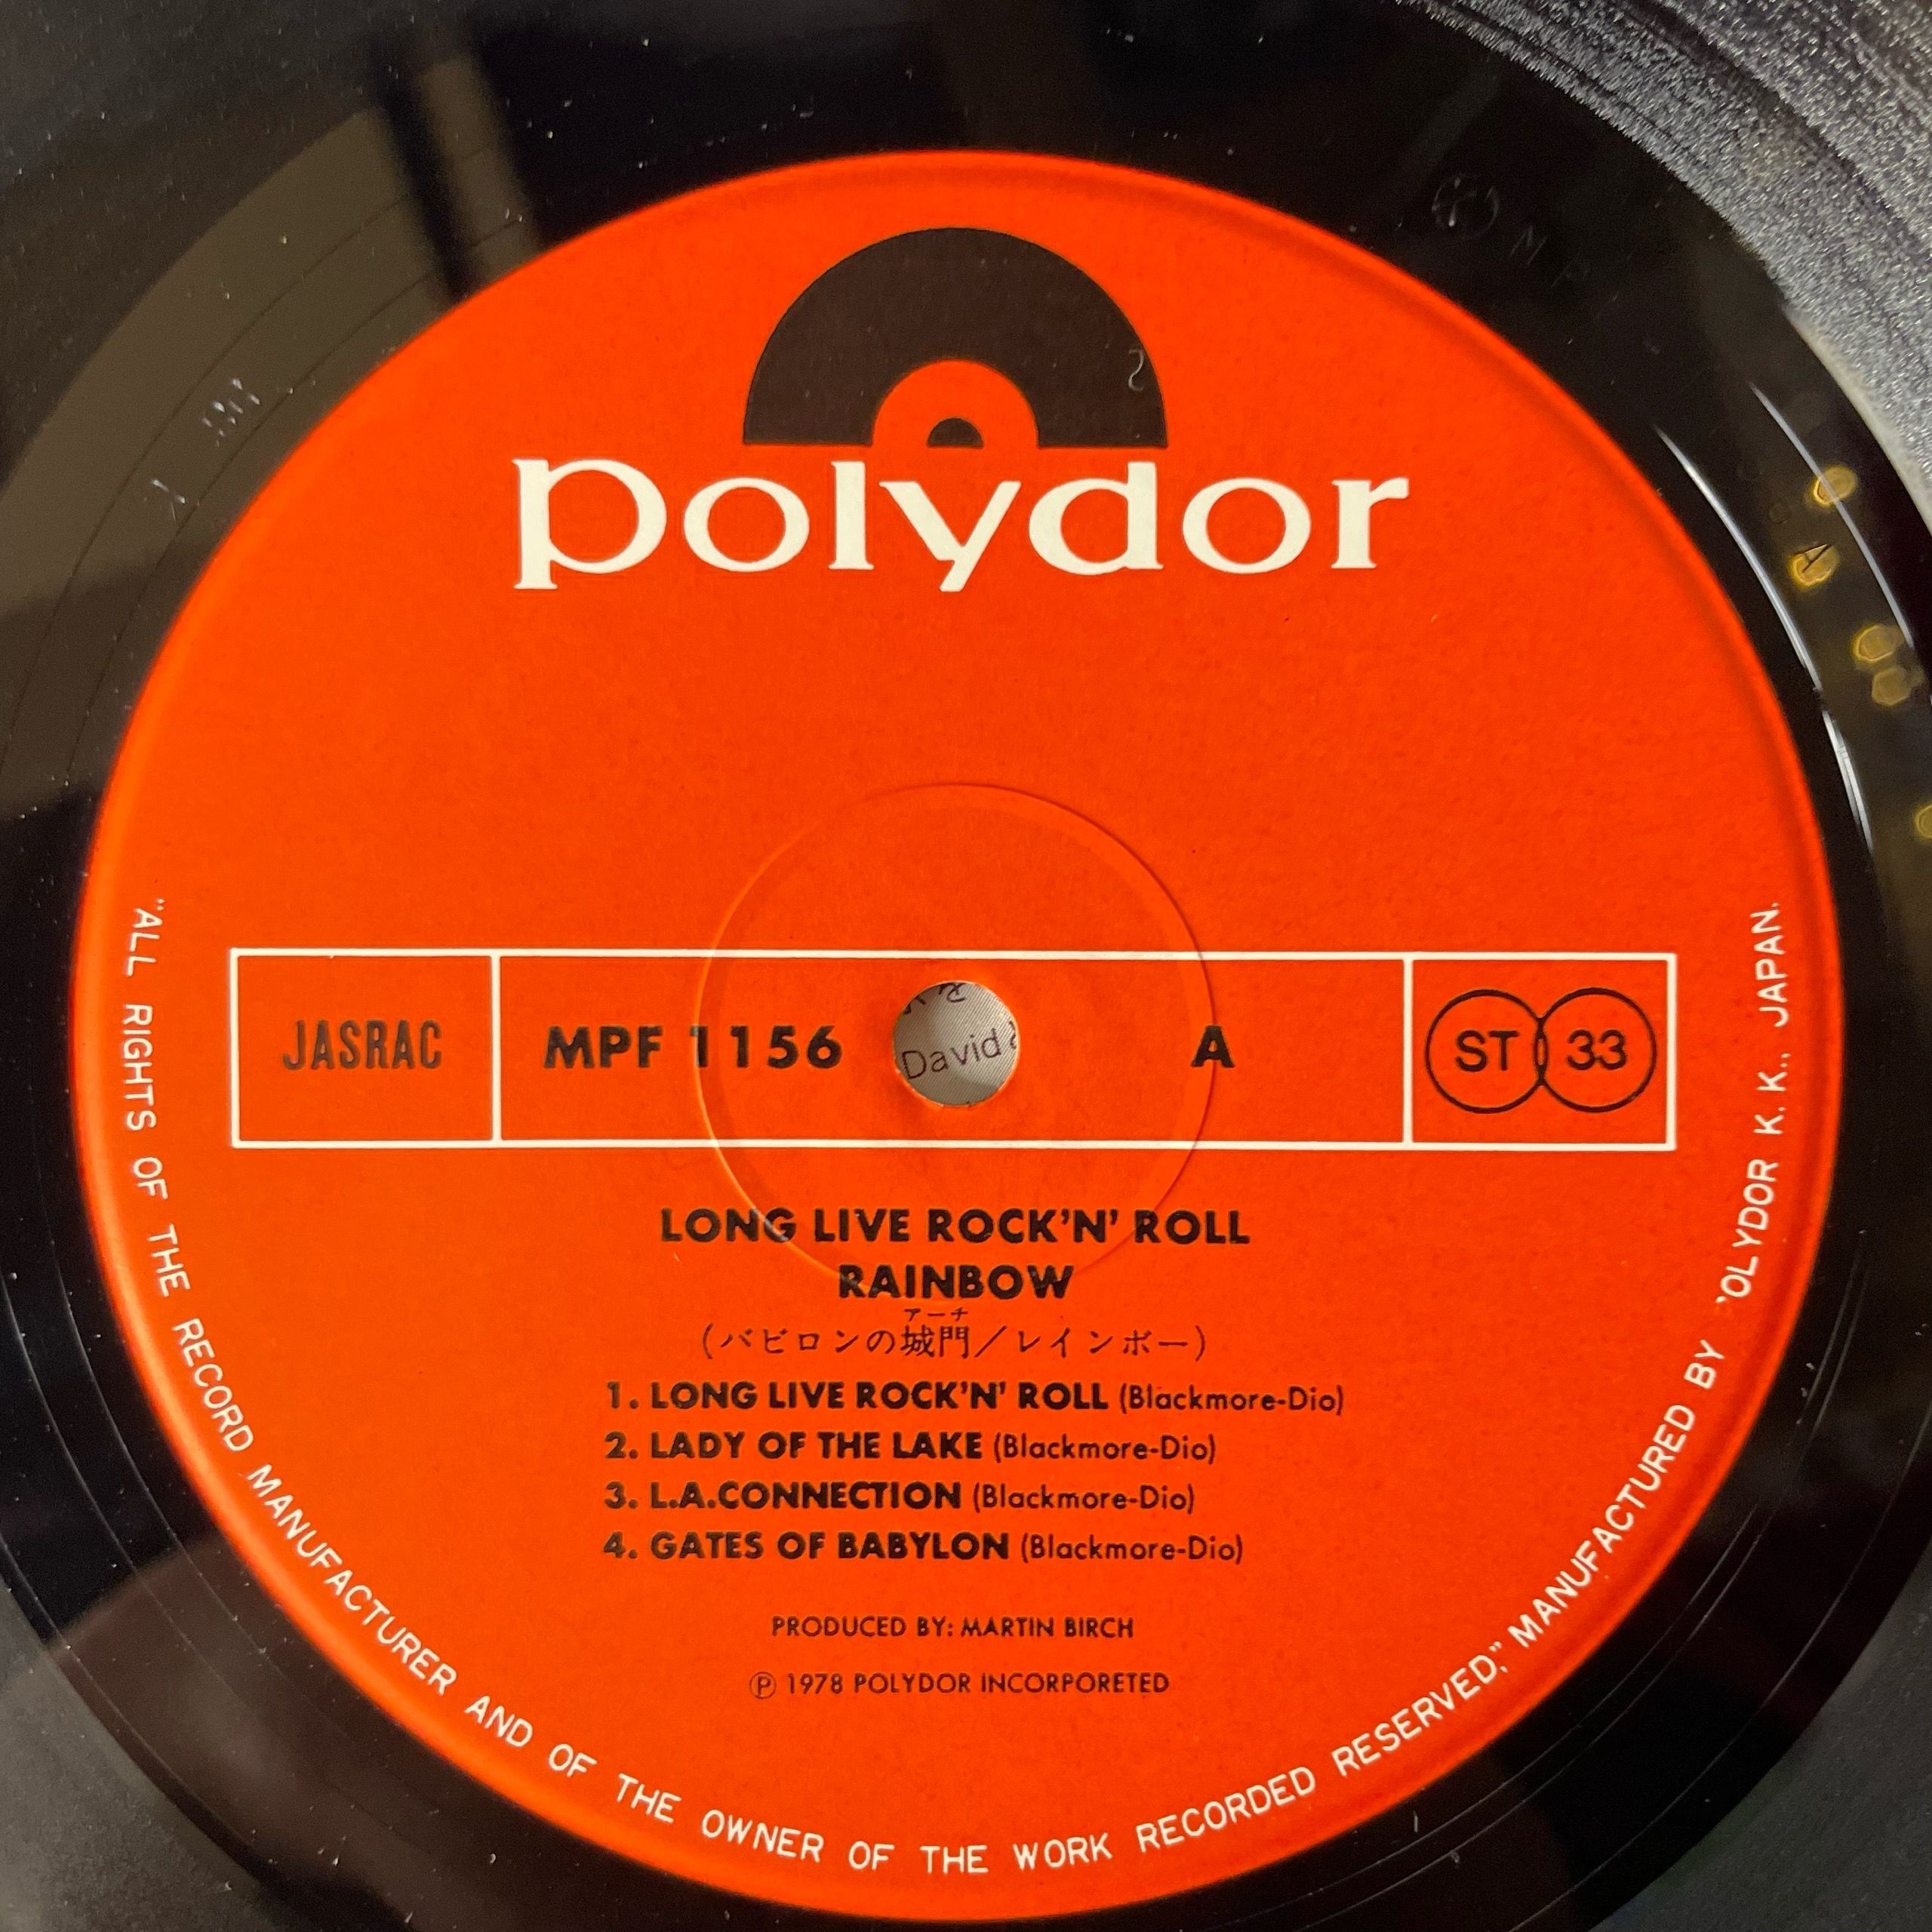 polydor
JASRAC
MPF 1156
David
A
ST 33
LONG LIVE ROCK'N' ROLL
RAINBOW
アーチ
(バビロンの城門／レインボー)
1. LONG LIVE ROCK'N' ROLL (Blackmore-Dio)
2. LADY OF THE LAKE (Blackmore-Dio)
3. L.A.CONNECTION (Blackmore-Dio)
4. GATES OF BABYLON (Blackmore-Dio)
PRODUCED BY: MARTIN BIRCH
℗ 1978 POLYDOR INCORPORETED
"ALL RIGHTS OF THE RECORD MANUFACTURER AND OF THE OWNER OF THE WORK RECORDED RESERVED," MANUFACTURED BY POLYDOR K. K., JAPAN.